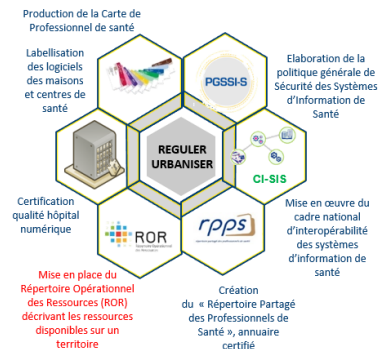 Production de la Carte de
Professionnel de santé
Labellisation
des logiciels
des maisons
et centres de
santé
PGSSI-S
Elaboration de la
politique générale de
Sécurité des Systèmes
d'Information de
Santé
REGULER
URBANISER
CI-SIS
Certification
qualité hôpital
numérique
ROR
rpps
Mise en œuvre du
cadre national
d'interopérabilité
des systèmes
d'information de
santé
Mise en place du
Répertoire Opérationnel
des Ressources (ROR)
décrivant les ressources
disponibles sur un
territoire
Création
du « Répertoire Partagé
des Professionnels de
Santé », annuaire
certifié